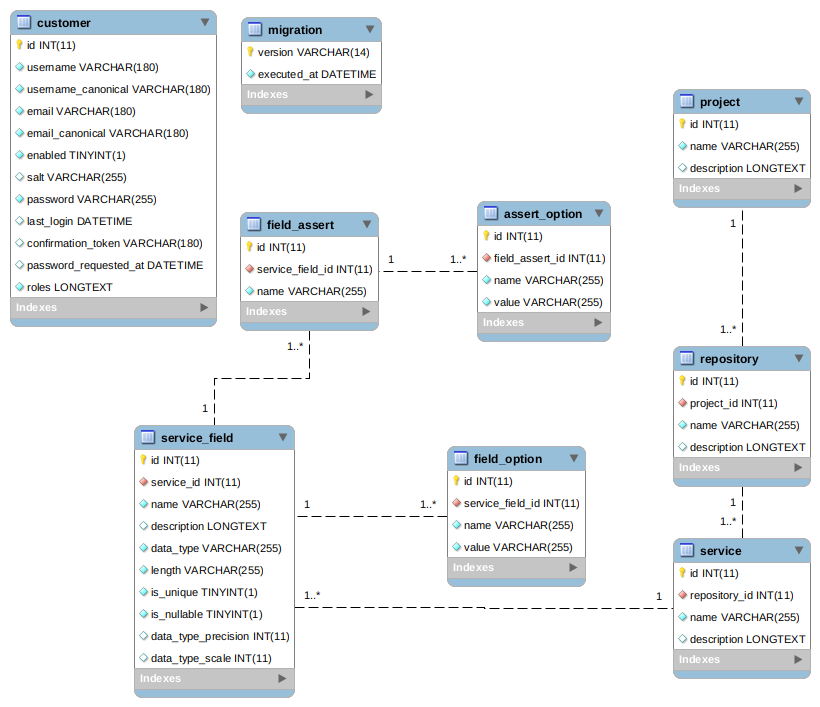 customer
id INT(11)
username VARCHAR(180)
username_canonical VARCHAR(180)
email VARCHAR(180)
email_canonical VARCHAR(180)
enabled TINYINT(1)
salt VARCHAR(255)
password VARCHAR(255)
last_login DATETIME
confirmation_token VARCHAR(180)
password_requested_at DATETIME
roles LONGTEXT
Indexes
migration
version VARCHAR(14)
executed_at DATETIME
Indexes
project
id INT(11)
name VARCHAR(255)
description LONGTEXT
Indexes
1
1..*
field_assert
id INT(11)
service_field_id INT(11)
name VARCHAR(255)
Indexes
1
1..*
assert_option
id INT(11)
field_assert_id INT(11)
name VARCHAR(255)
value VARCHAR(255)
Indexes
1..*
1
repository
id INT(11)
project_id INT(11)
name VARCHAR(255)
description LONGTEXT
Indexes
1
1..*
service_field
id INT(11)
service_id INT(11)
name VARCHAR(255)
description LONGTEXT
data_type VARCHAR(255)
length VARCHAR(255)
is_unique TINYINT(1)
is_nullable TINYINT(1)
data_type_precision INT(11)
data_type_scale INT(11)
Indexes
1
1..*
field_option
id INT(11)
service_field_id INT(11)
name VARCHAR(255)
value VARCHAR(255)
Indexes
1..*
1
service
id INT(11)
repository_id INT(11)
name VARCHAR(255)
description LONGTEXT
Indexes